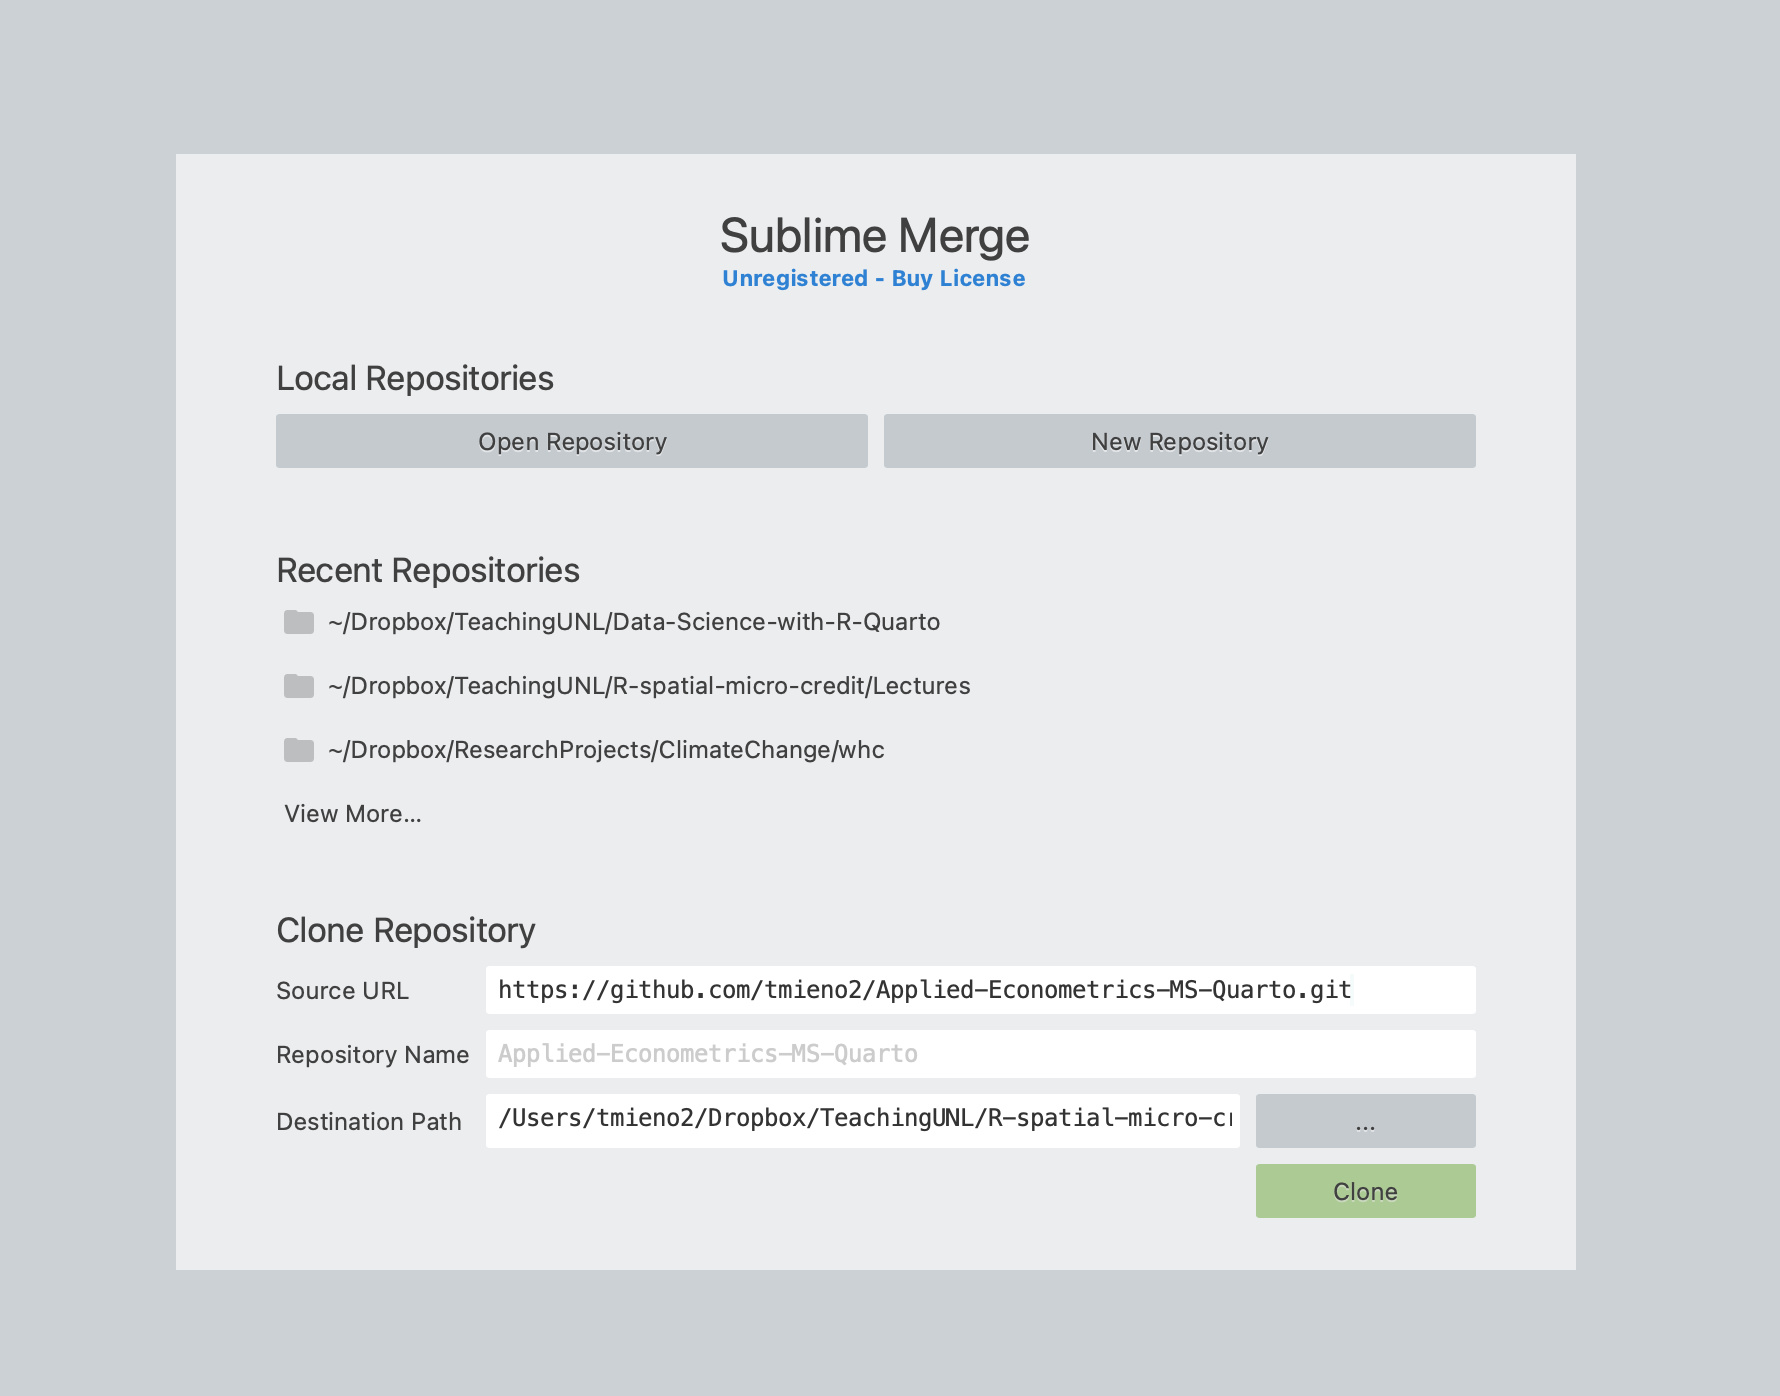 Sublime Merge
Unregistered - Buy License
Local Repositories
Open Repository
New Repository
Recent Repositories
~/Dropbox/TeachingUNL/Data-Science-with-R-Quarto
~/Dropbox/TeachingUNL/R-spatial-micro-credit/Lectures
~/Dropbox/ResearchProjects/ClimateChange/whc
View More...
Clone Repository
Source URL https://github.com/tmieno2/Applied-Econometrics-MS-Quarto.git
Repository Name Applied-Econometrics-MS-Quarto
Destination Path /Users/tmieno2/Dropbox/TeachingUNL/R-spatial-micro-cr ...
Clone